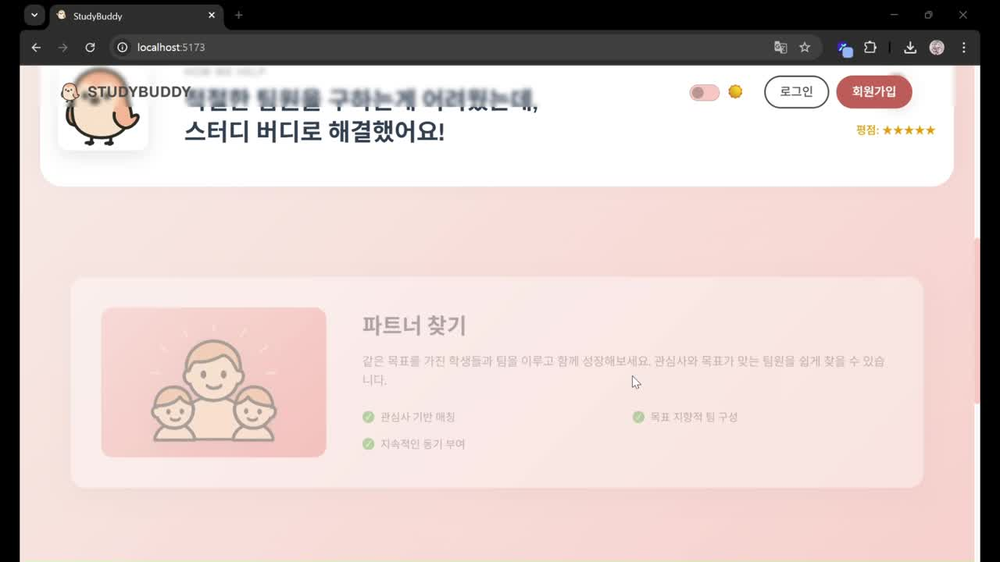 StudyBuddy
localhost:5173
HOW WE HELP
STUDYBUDDY
로그인
회원가입
적절한 팀원을 구하는게 어려웠는데,
스터디 버디로 해결했어요!
평점: ★★★★★
파트너 찾기
같은 목표를 가진 학생들과 팀을 이루고 함께 성장해보세요. 관심사와 목표가 맞는 팀원을 쉽게 찾을 수 있습
니다.
관심사 기반 매칭
목표 지향적 팀 구성
지속적인 동기 부여